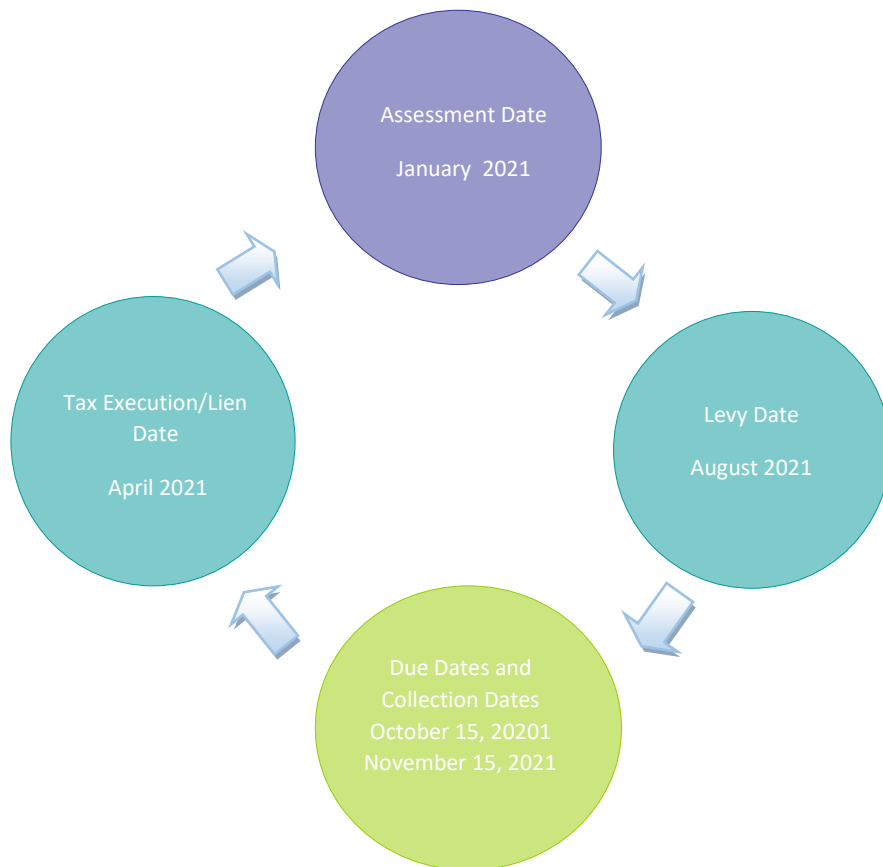 Assessment Date
January 2021
Levy Date
August 2021
Due Dates and
Collection Dates
October 15, 20201
November 15, 2021
Tax Execution/Lien
Date
April 2021